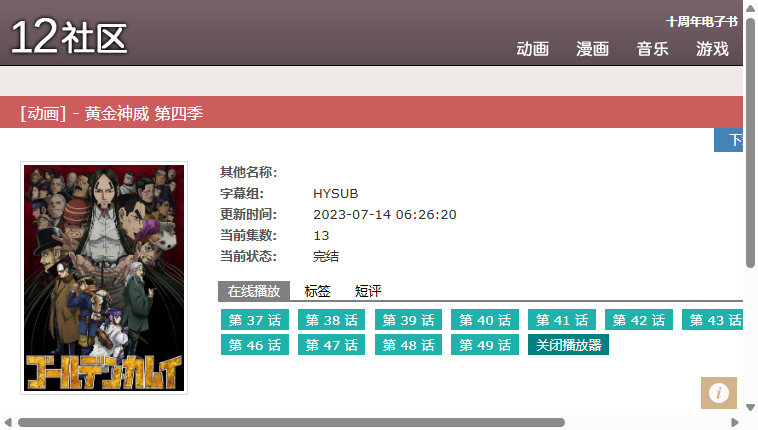 12社区
十周年电子书
动画 漫画 音乐 游戏
[动画] - 黄金神威 第四季
下
其他名称:
字幕组: HYSUB
更新时间: 2023-07-14 06:26:20
当前集数: 13
当前状态: 完结
在线播放 标签 短评
第 37 话 第 38 话 第 39 话 第 40 话 第 41 话 第 42 话 第 43 话
第 46 话 第 47 话 第 48 话 第 49 话 关闭播放器
ゴールデンカムイ
i